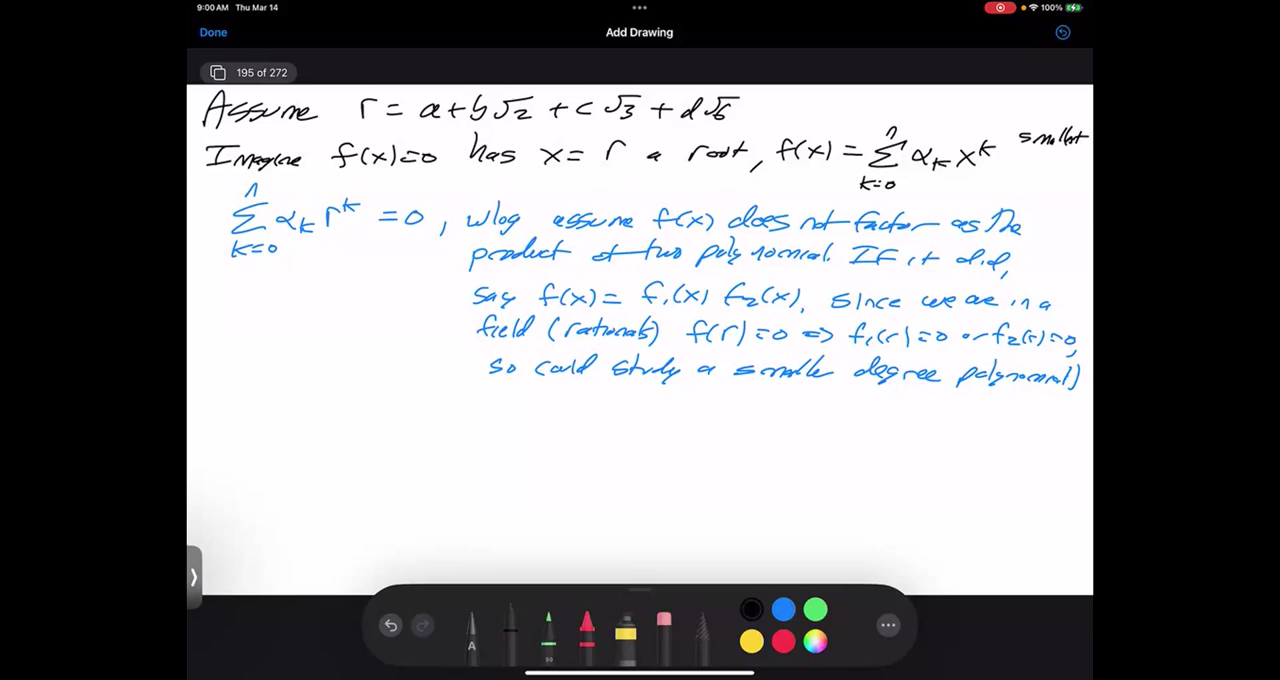 9:00 AM Thu Mar 14
100%
Done
Add Drawing
195 of 272
Assume r = a + b√2 + c√3 + d√6
Imagine f(x)=0 has x = r a root, f(x) = Σ_{k=0}^{n} α_k x^k smallest
Σ_{k=0}^{n} α_k r^k = 0, wlog assume f(x) does not factor as the
product of two polynomial. If it did,
say f(x) = f₁(x) f₂(x), since we are in a
field (rationals) f(r)=0 => f₁(r)=0 or f₂(r)=0,
so could study a smaller degree polynomial)
A
50